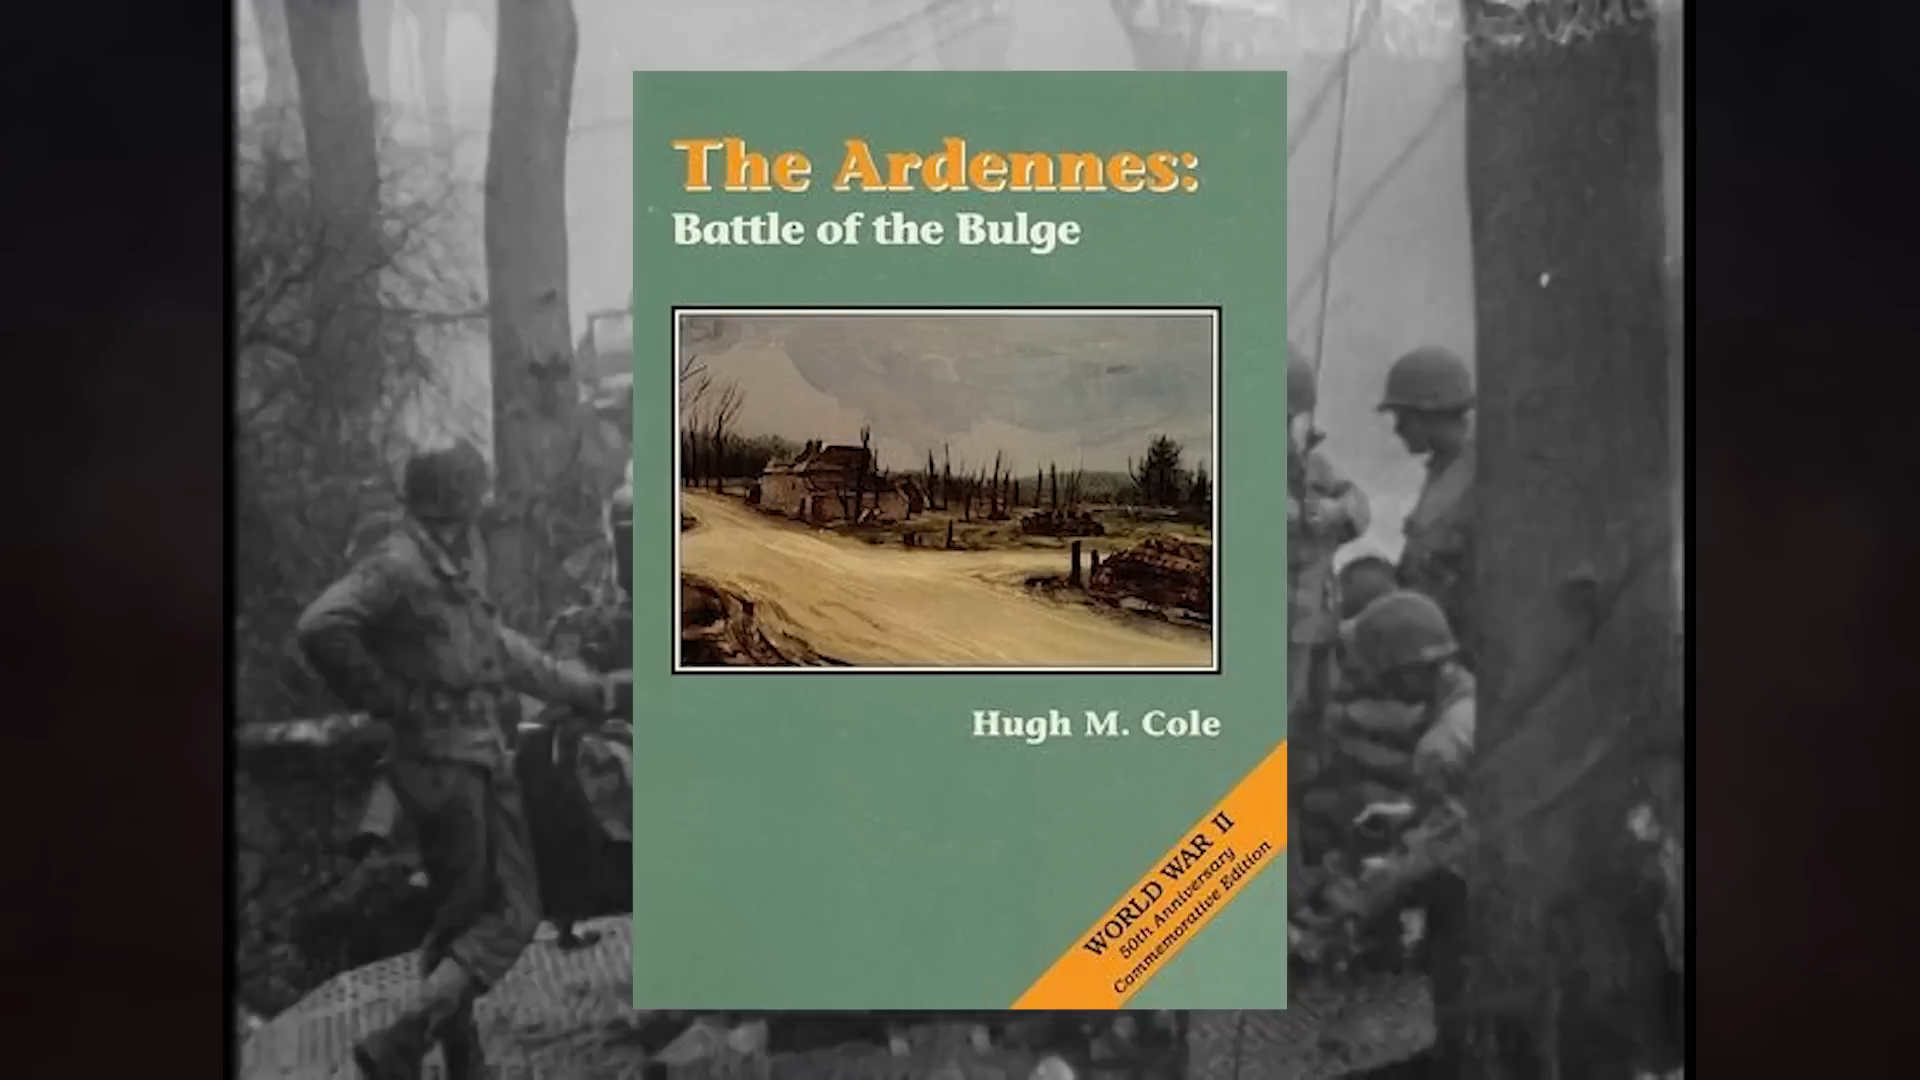 The Ardennes:
Battle of the Bulge
Hugh M. Cole
WORLD WAR II
50th Anniversary
Commemorative Edition